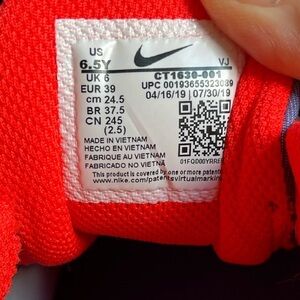 US
6.5Y VJ
UK 6 CT1630-001
EUR 39 UPC 00193655323089
cm 24.5 04/16/19 | 07/30/19
BR 37.5
CN 245
(2.5)
MADE IN VIETNAM
HECHO EN VIETNAM
FABRIQUE AU VIETNAM
FABRICADO NO VIETNÃ
This product is covered by one or more patents
www.nike.com/patents